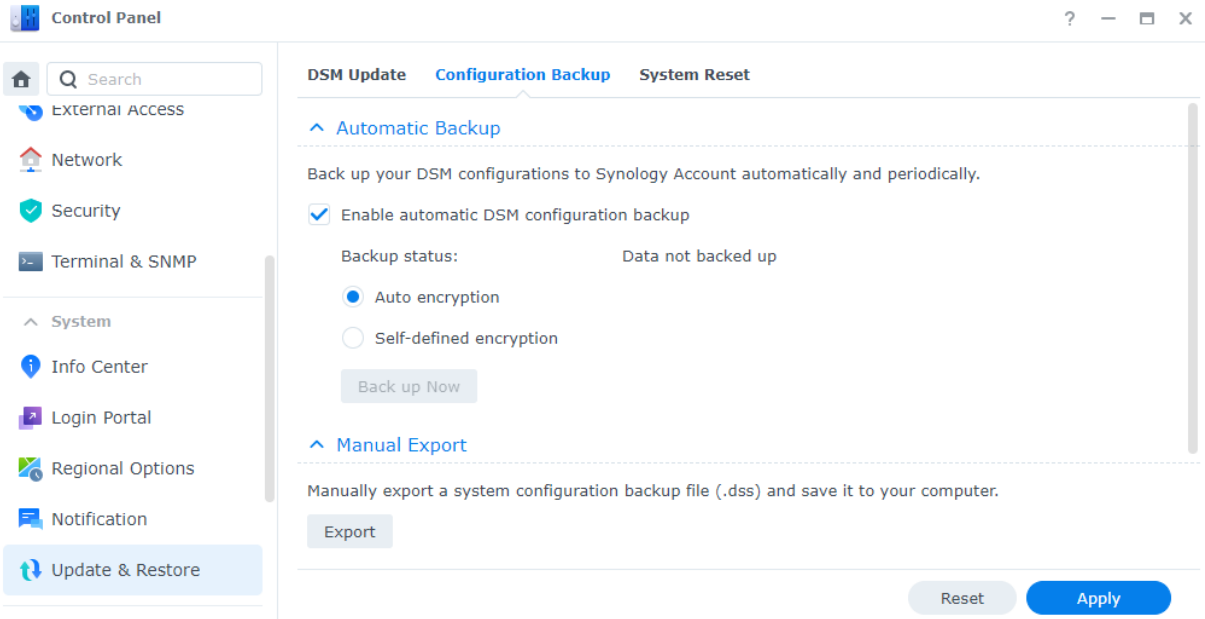 Control Panel
?
Search
External Access
Network
Security
Terminal & SNMP
System
Info Center
Login Portal
Regional Options
Notification
Update & Restore
DSM Update Configuration Backup System Reset
Automatic Backup
Back up your DSM configurations to Synology Account automatically and periodically.
Enable automatic DSM configuration backup
Backup status: Data not backed up
Auto encryption
Self-defined encryption
Back up Now
Manual Export
Manually export a system configuration backup file (.dss) and save it to your computer.
Export
Reset Apply